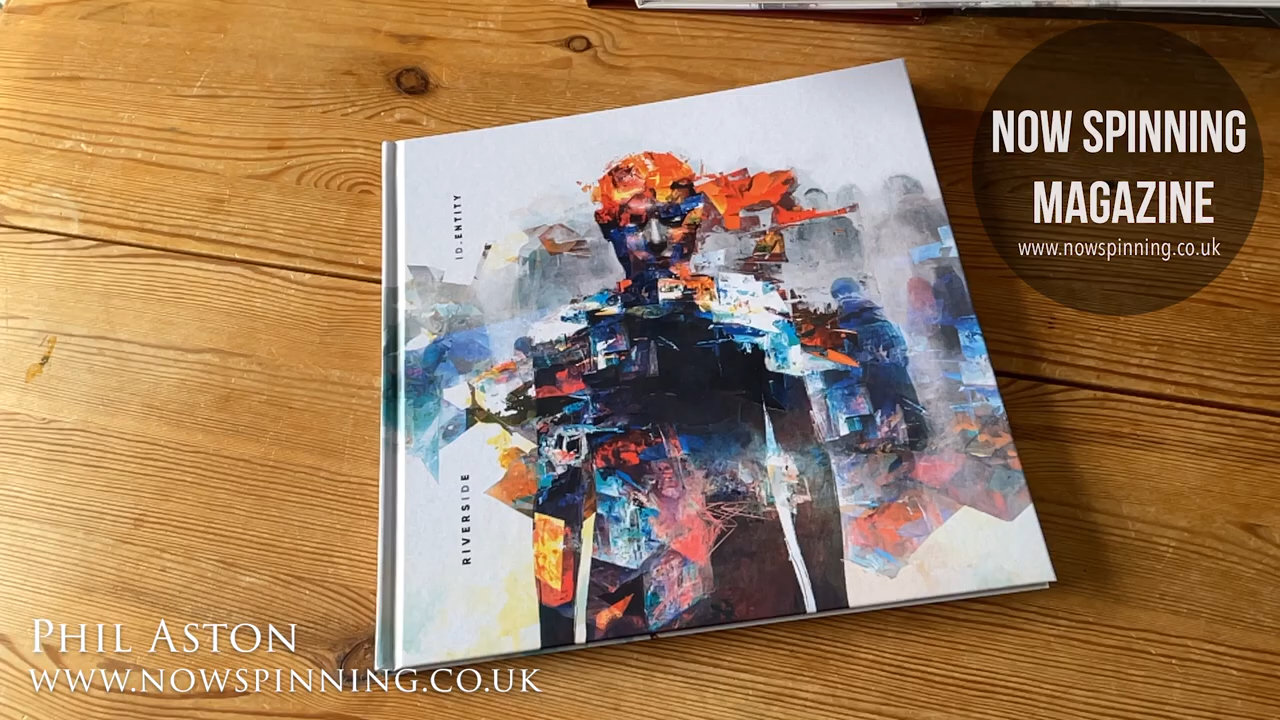 NOW SPINNING
MAGAZINE
www.nowspinning.co.uk
ID.ENTITY
RIVERSIDE
PHIL ASTON
WWW.NOWSPINNING.CO.UK